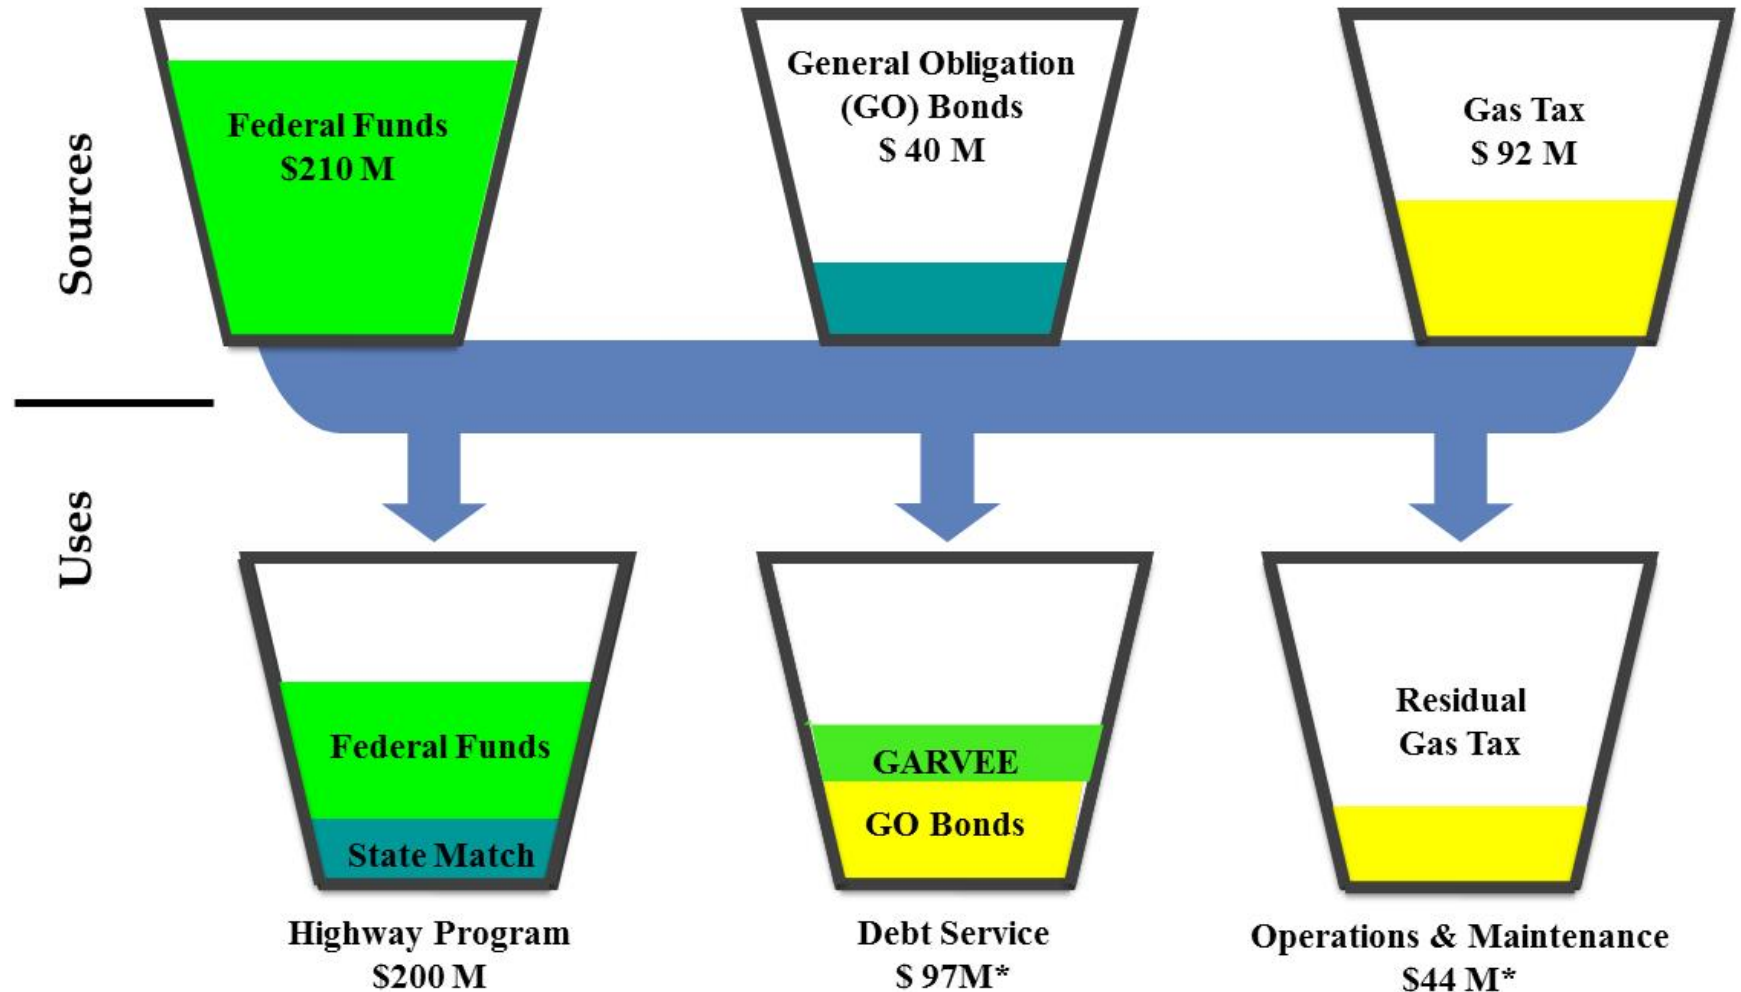 Sources
Federal Funds
$210 M
General Obligation
(GO) Bonds
$ 40 M
Gas Tax
$ 92 M
Uses
Federal Funds
State Match
Highway Program
$200 M
GARVEE
GO Bonds
Debt Service
$ 97M*
Residual
Gas Tax
Operations & Maintenance
$44 M*